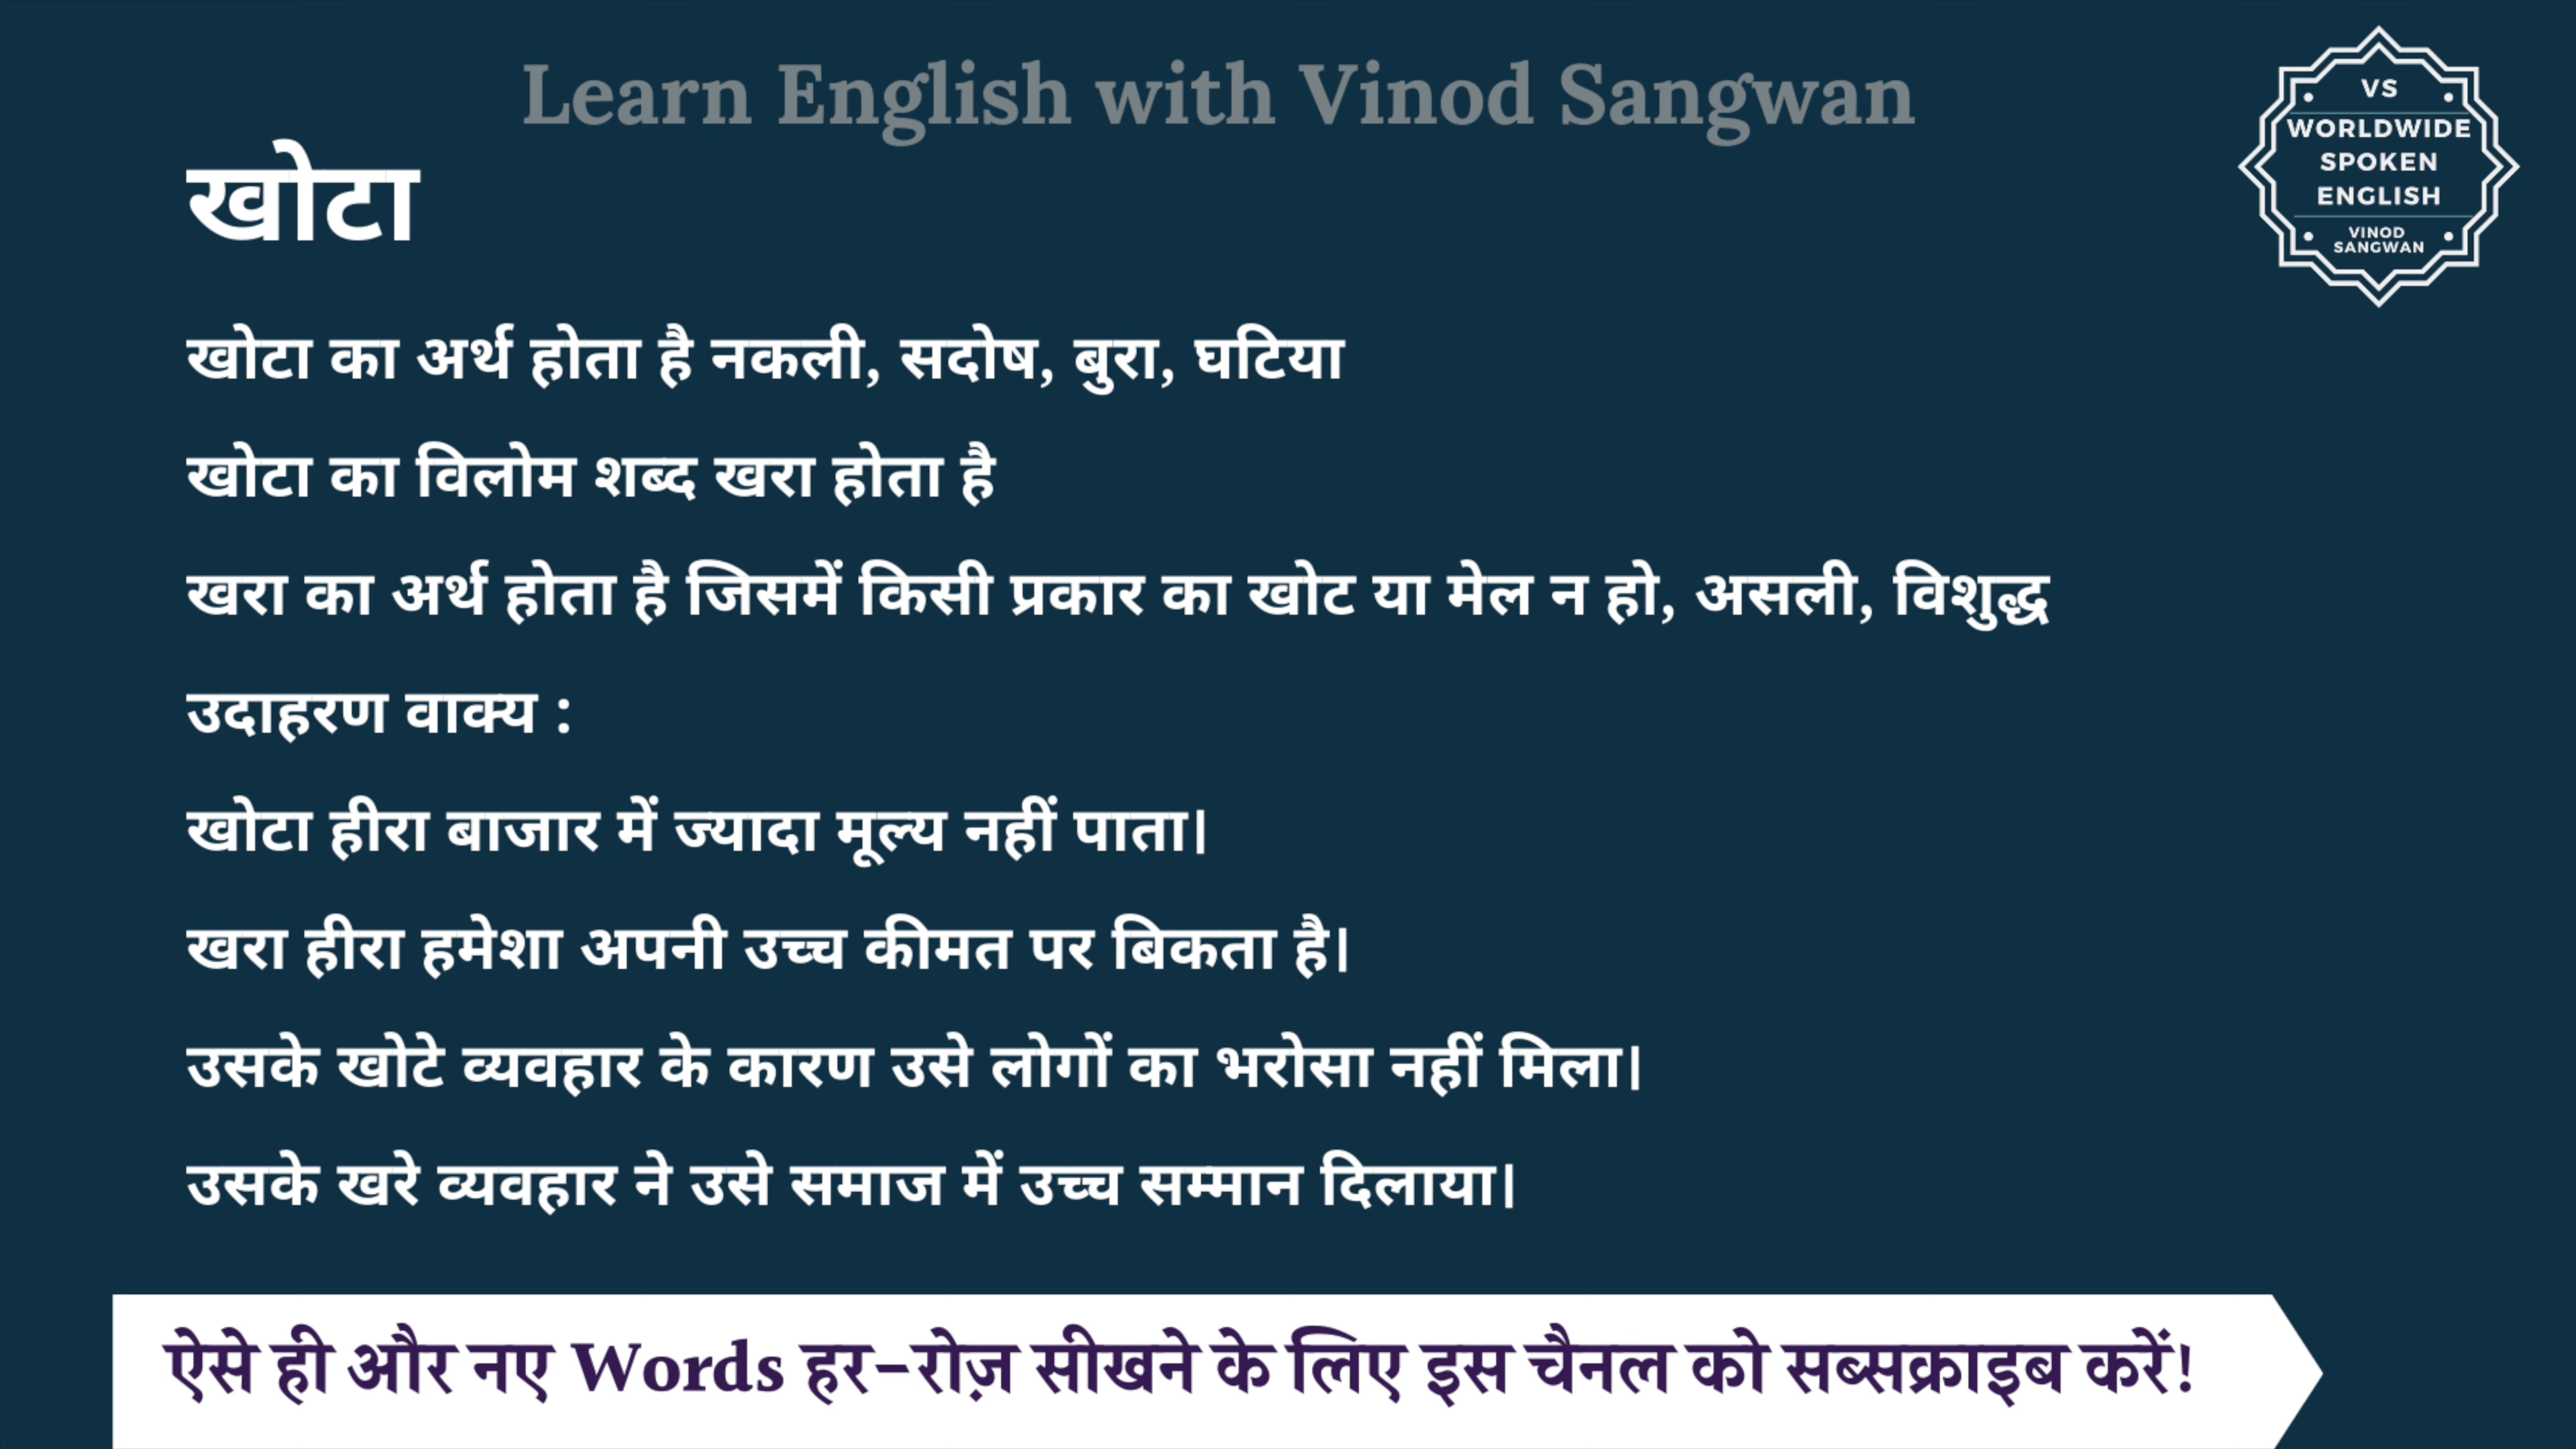 Learn English with Vinod Sangwan
VS
WORLDWIDE
SPOKEN
ENGLISH
VINOD
SANGWAN
खोटा
खोटा का अर्थ होता है नकली, सदोष, बुरा, घटिया
खोटा का विलोम शब्द खरा होता है
खरा का अर्थ होता है जिसमें किसी प्रकार का खोट या मेल न हो, असली, विशुद्ध
उदाहरण वाक्य :
खोटा हीरा बाजार में ज्यादा मूल्य नहीं पाता।
खरा हीरा हमेशा अपनी उच्च कीमत पर बिकता है।
उसके खोटे व्यवहार के कारण उसे लोगों का भरोसा नहीं मिला।
उसके खरे व्यवहार ने उसे समाज में उच्च सम्मान दिलाया।
ऐसे ही और नए Words हर-रोज़ सीखने के लिए इस चैनल को सब्सक्राइब करें!